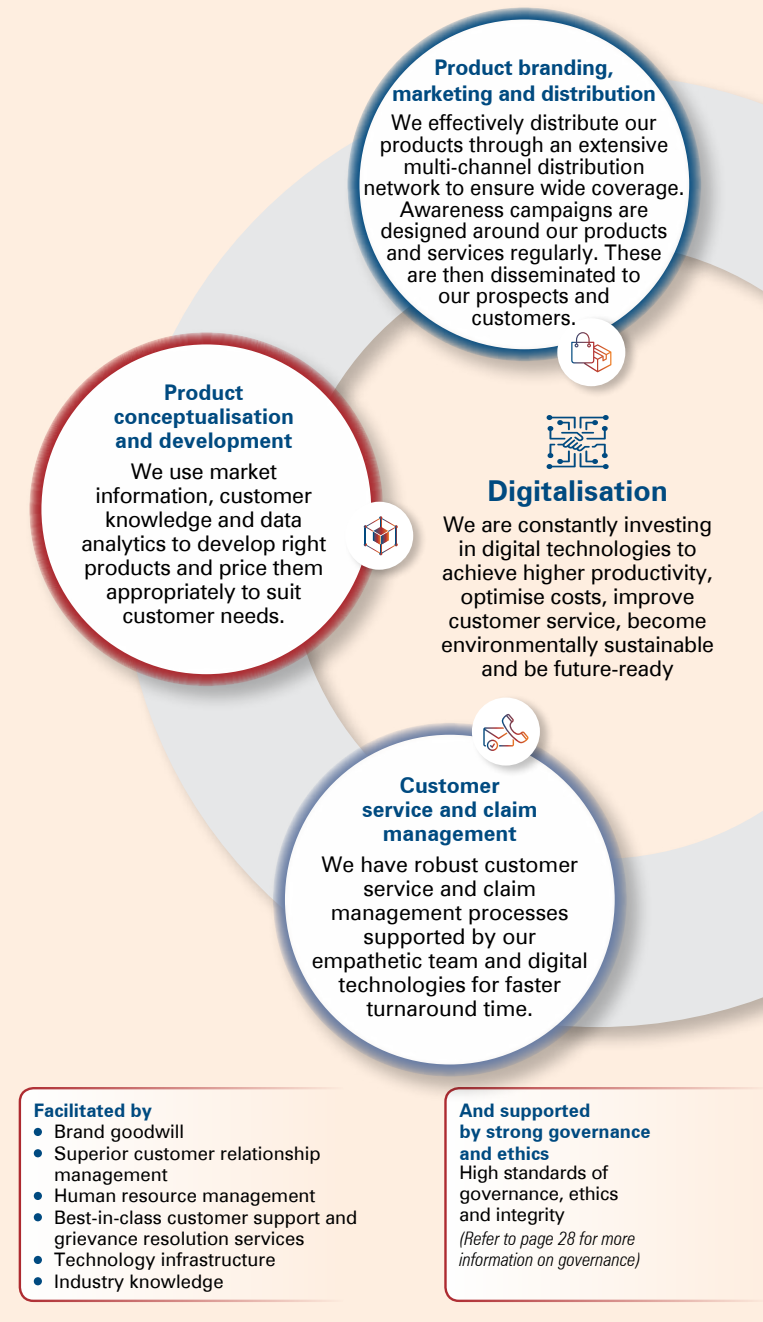 Product branding,
marketing and distribution
We effectively distribute our
products through an extensive
multi-channel distribution
network to ensure wide coverage.
Awareness campaigns are
designed around our products
and services regularly. These
are then disseminated to
our prospects and
customers.
Product
conceptualisation
and development
We use market
information, customer
knowledge and data
analytics to develop right
products and price them
appropriately to suit
customer needs.
Digitalisation
We are constantly investing
in digital technologies to
achieve higher productivity,
optimise costs, improve
customer service, become
environmentally sustainable
and be future-ready
Customer
service and claim
management
We have robust customer
service and claim
management processes
supported by our
empathetic team and digital
technologies for faster
turnaround time.
Facilitated by
• Brand goodwill
• Superior customer relationship
management
• Human resource management
• Best-in-class customer support and
grievance resolution services
• Technology infrastructure
• Industry knowledge
And supported
by strong governance
and ethics
High standards of
governance, ethics
and integrity
(Refer to page 28 for more
information on governance)